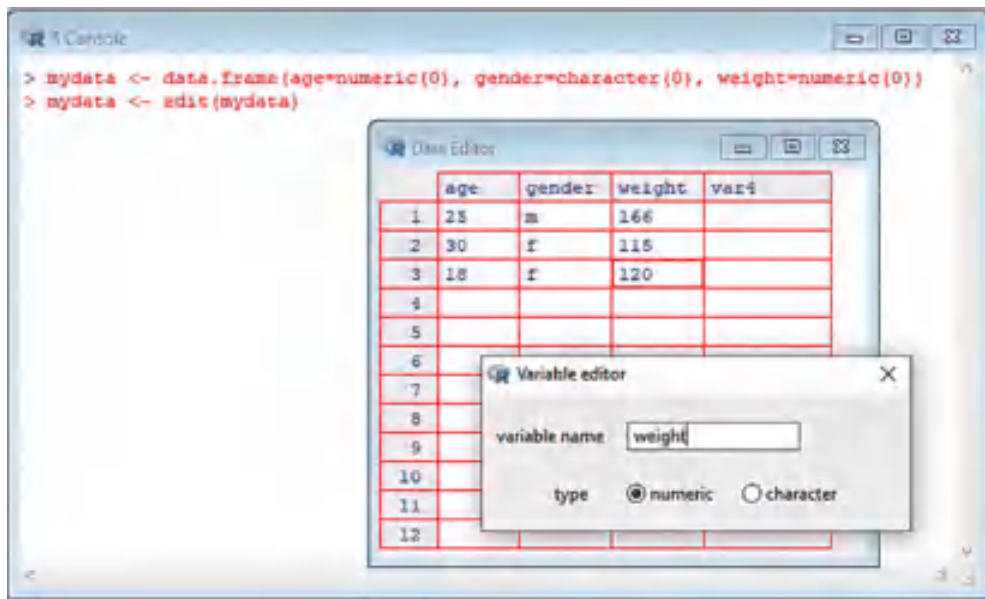 R Console
> mydata <- data.frame(age=numeric(0), gender=character(0), weight=numeric(0))
> mydata <- edit(mydata)
Data Editor
age gender weight var4
1 25 m 166
2 30 f 115
3 18 f 120
4
5
6
7
8
9
10
11
12
Variable editor
variable name weight
type numeric character